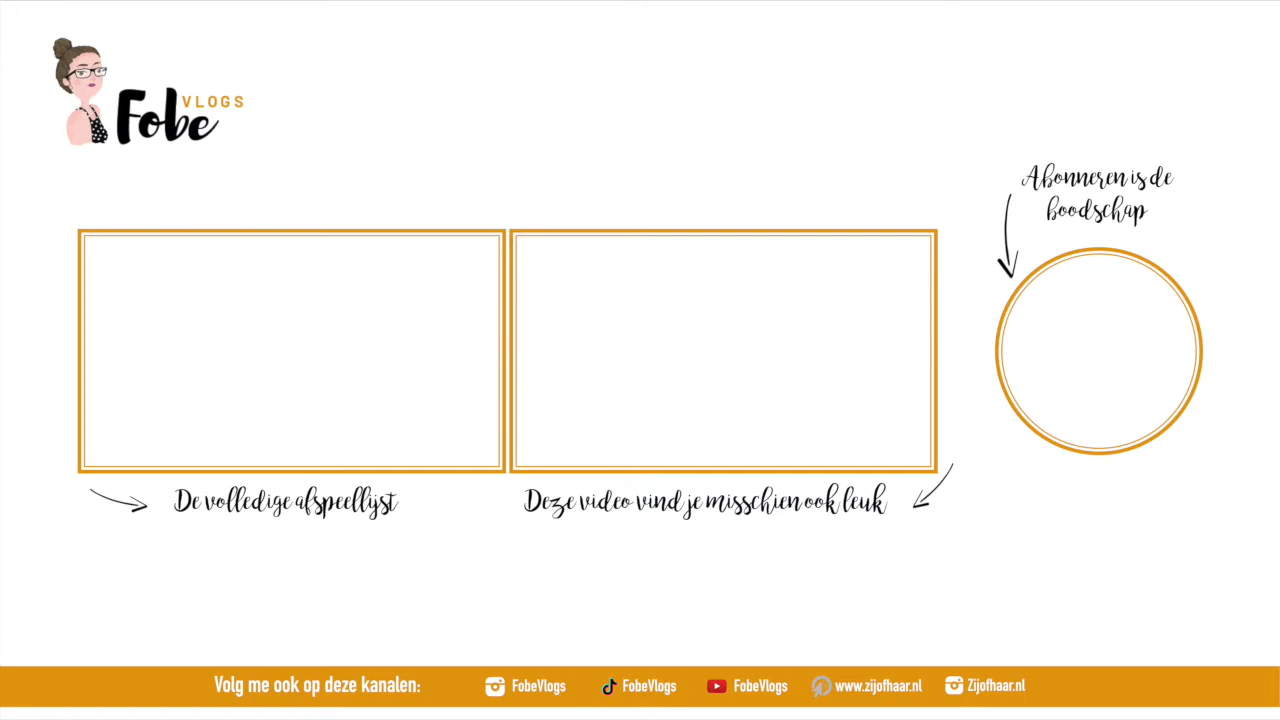 VLOGS
Fobe
Abonneren is de
boodschap
De volledige afspeellijst
Deze video vind je misschien ook leuk
Volg me ook op deze kanalen: FobeVlogs FobeVlogs FobeVlogs www.zijofhaar.nl Zijofhaar.nl